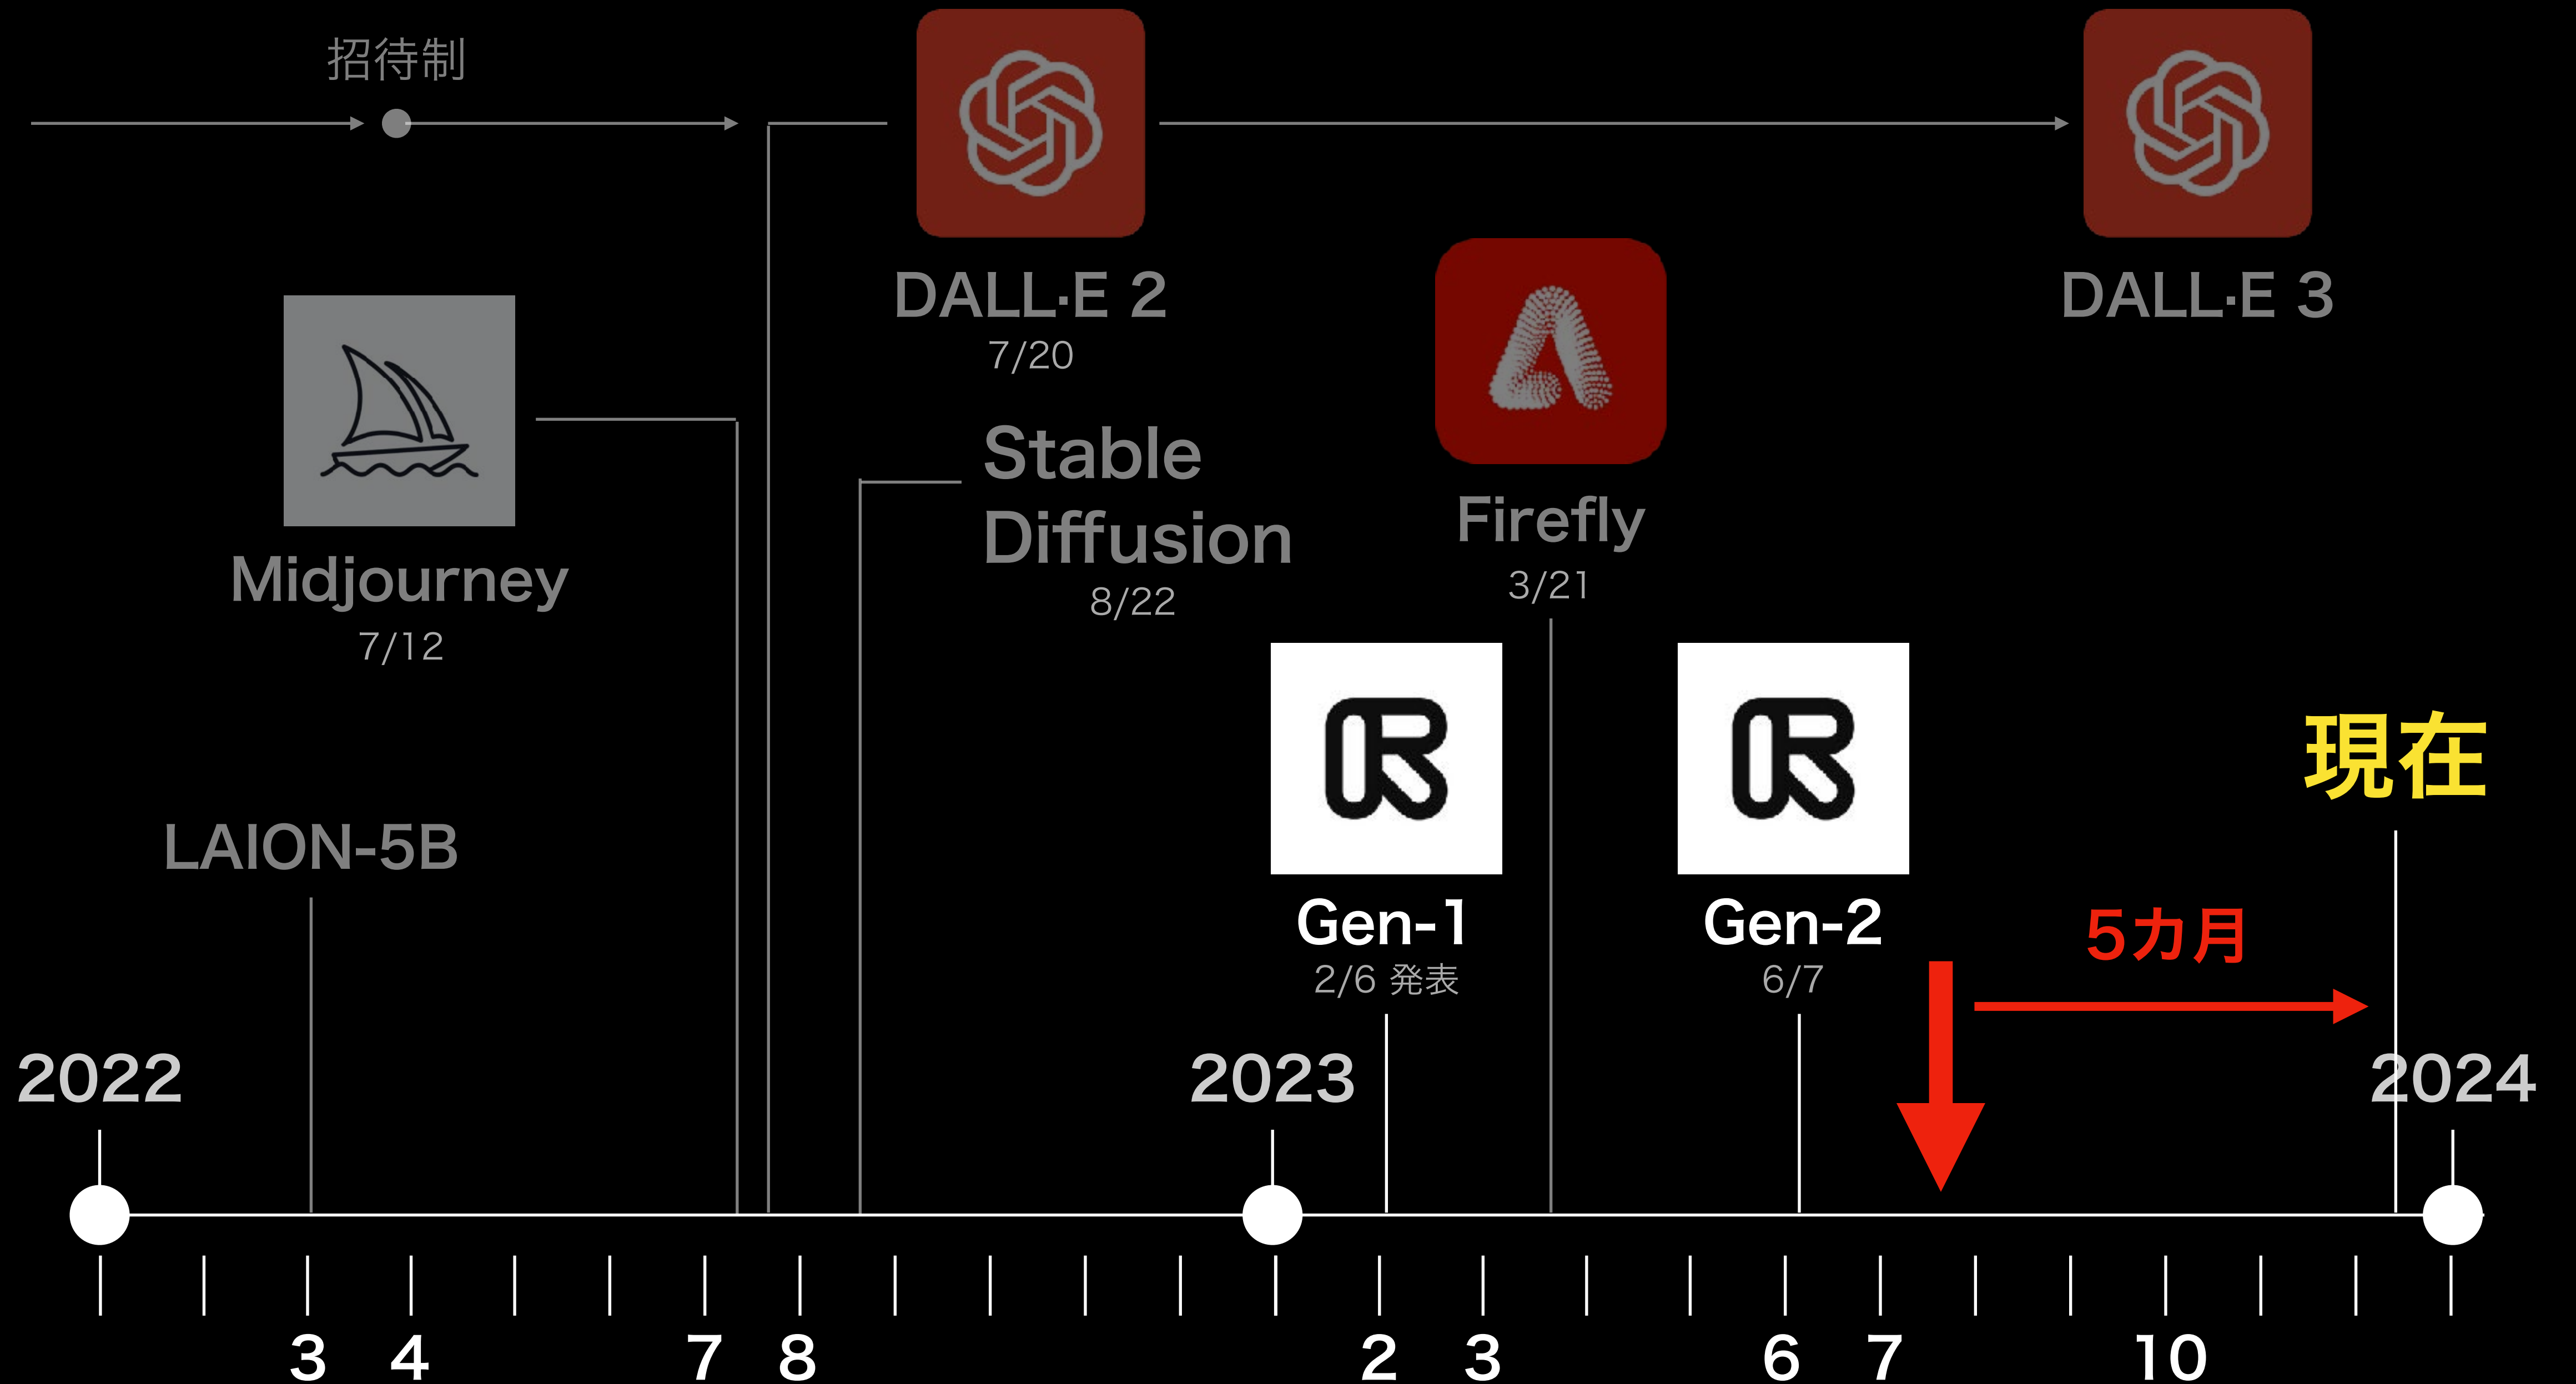 招待制
DALL·E 2
7/20
DALL·E 3
Midjourney
7/12
Stable
Diffusion
8/22
Firefly
3/21
LAION-5B
Gen-1
2/6 発表
Gen-2
6/7
現在
5カ月
2022
2023
2024
3 4 7 8 2 3 6 7 10